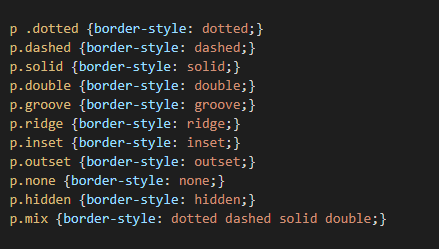 p .dotted {border-style: dotted;}
p.dashed {border-style: dashed;}
p.solid {border-style: solid;}
p.double {border-style: double;}
p.groove {border-style: groove;}
p.ridge {border-style: ridge;}
p.inset {border-style: inset;}
p.outset {border-style: outset;}
p.none {border-style: none;}
p.hidden {border-style: hidden;}
p.mix {border-style: dotted dashed solid double;}